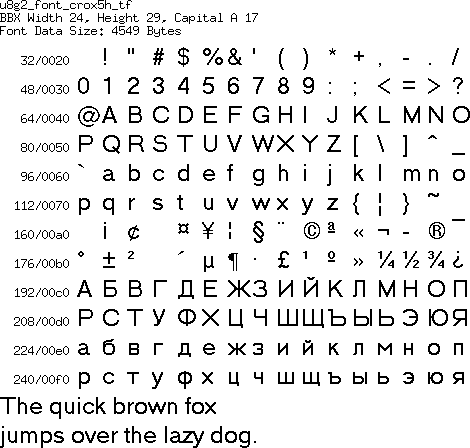 u8g2_font_crox5h_tf
BBX Width 24, Height 29, Capital A 17
Font Data Size: 4549 Bytes
32/0020 ! " # $ % & ' ( ) * + , - . /
48/0030 0 1 2 3 4 5 6 7 8 9 : ; < = > ?
64/0040 @ A B C D E F G H I J K L M N O
80/0050 P Q R S T U V W X Y Z [ \ ] ^ _
96/0060 ` a b c d e f g h i j k l m n o
112/0070 p q r s t u v w x y z { ¦ } ~ _
160/00a0 ¡ ¢ ¤ ¥ ¦ § ¨ © ª « ¬ - ®
176/00b0 ° ± ² ´ µ ¶ · £ ¹ º » ¼ ½ ¾ ¿
192/00c0 А Б В Г Д Е Ж З И Й К Л М Н О П
208/00d0 Р С Т У Ф Х Ц Ч Ш Щ Ъ Ы Ь Э Ю Я
224/00e0 а б в г д е ж з и й к л м н о п
240/00f0 р с т у ф х ц ч ш щ ъ ы ь э ю я
The quick brown fox
jumps over the lazy dog.